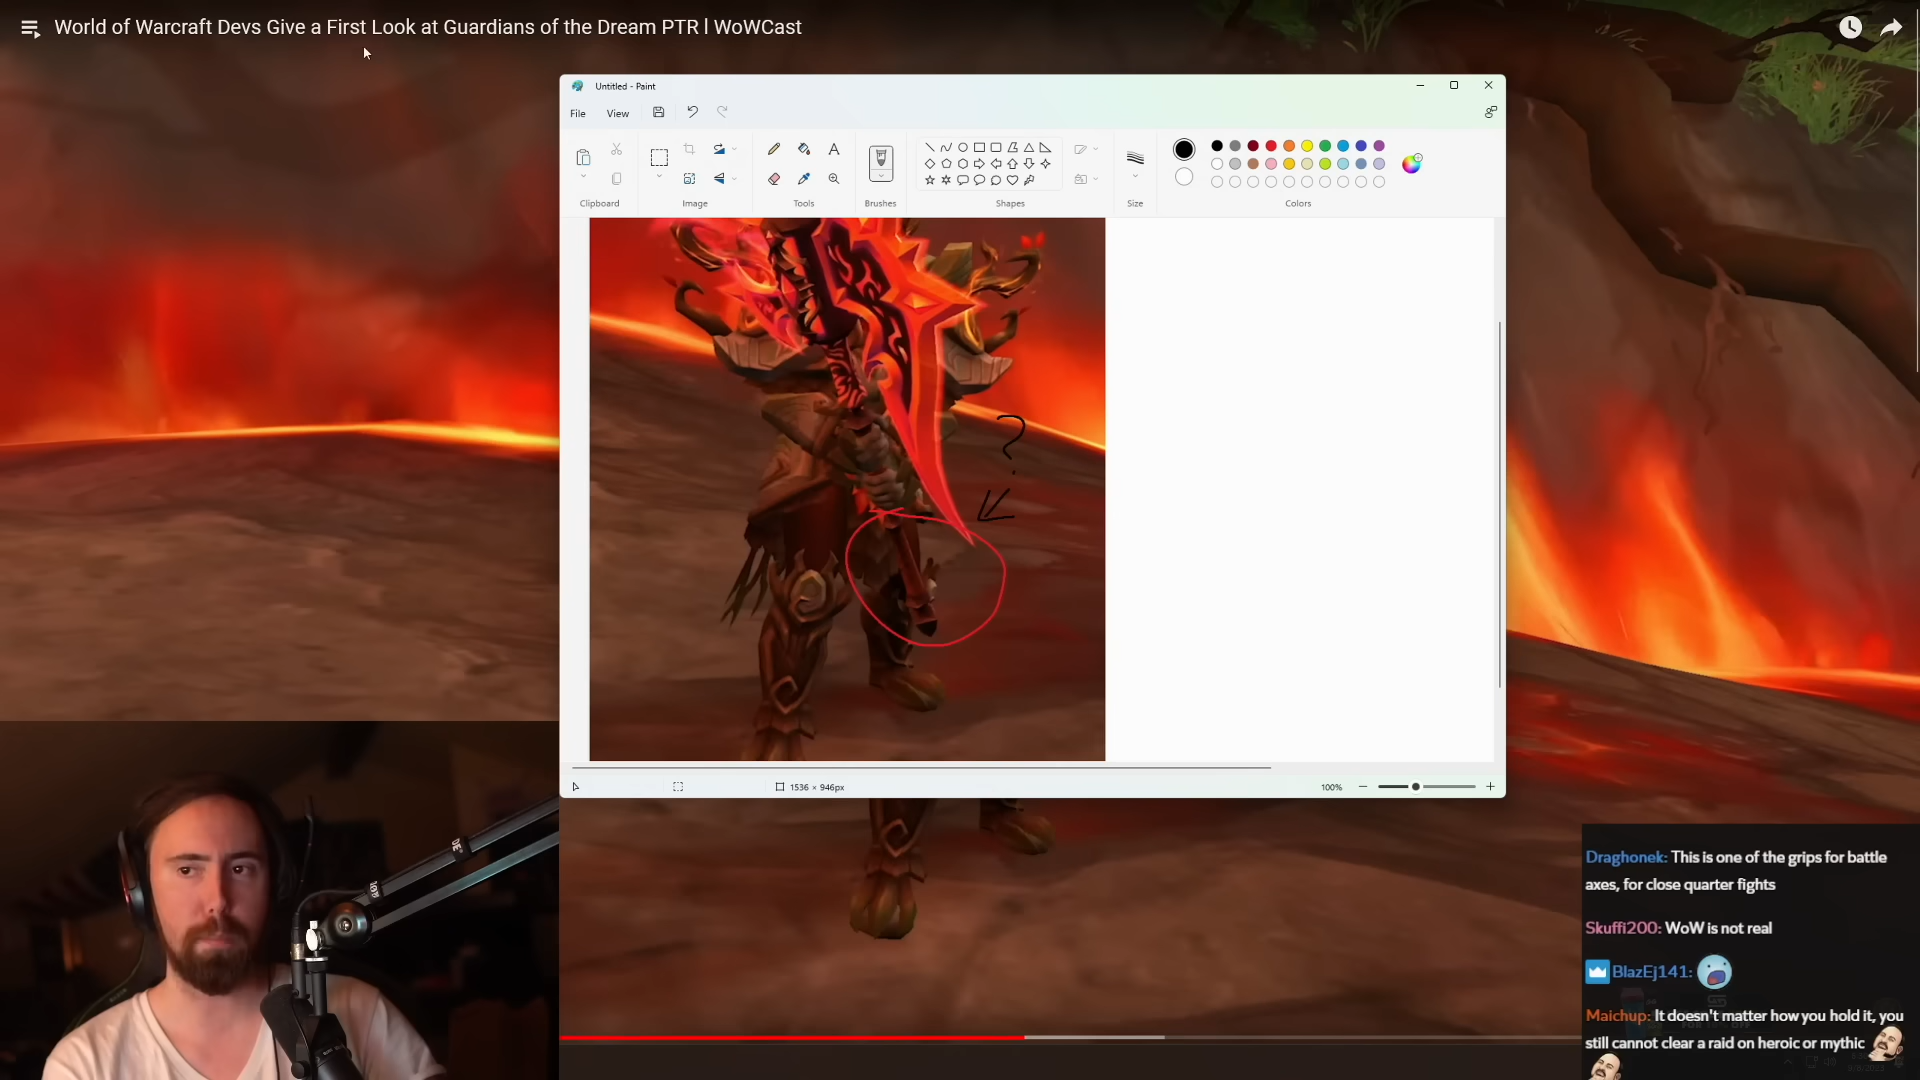 World of Warcraft Devs Give a First Look at Guardians of the Dream PTR l WoWCast
Untitled - Paint
File View
Clipboard Image Tools Brushes Shapes Size Colors
?
1536 × 946px
100%
Draghonek: This is one of the grips for battle
axes, for close quarter fights
Skuffi200: WoW is not real
BlazEj141:
Maichup: It doesn't matter how you hold it, you
still cannot clear a raid on heroic or mythic